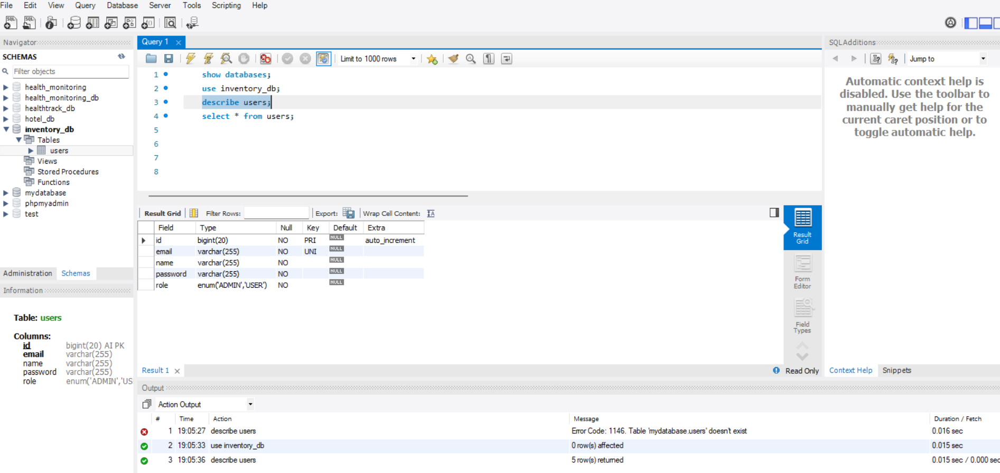 File Edit View Query Database Server Tools Scripting Help
Navigator
SCHEMAS
Filter objects
health_monitoring
health_monitoring_db
healthtrack_db
hotel_db
inventory_db
Tables
users
Views
Stored Procedures
Functions
mydatabase
phpmyadmin
test
Administration Schemas
Information
Table: users
Columns:
id bigint(20) AI PK
email varchar(255)
name varchar(255)
password varchar(255)
role enum('ADMIN','US
Query 1
Limit to 1000 rows
1 show databases;
2 use inventory_db;
3 describe users;
4 select * from users;
5
6
7
8
Result Grid Filter Rows: Export: Wrap Cell Content:
Field Type Null Key Default Extra
id bigint(20) NO PRI NULL auto_increment
email varchar(255) NO UNI NULL
name varchar(255) NO NULL
password varchar(255) NO NULL
role enum('ADMIN','USER') NO NULL
Result
Grid
Form
Editor
Field
Types
Result 1 Read Only
SQLAdditions
Jump to
Automatic context help is
disabled. Use the toolbar to
manually get help for the
current caret position or to
toggle automatic help.
Context Help Snippets
Output
Action Output
# Time Action Message Duration / Fetch
1 19:05:27 describe users Error Code: 1146. Table 'mydatabase.users' doesn't exist 0.016 sec
2 19:05:33 use inventory_db 0 row(s) affected 0.015 sec
3 19:05:36 describe users 5 row(s) returned 0.015 sec / 0.000 sec